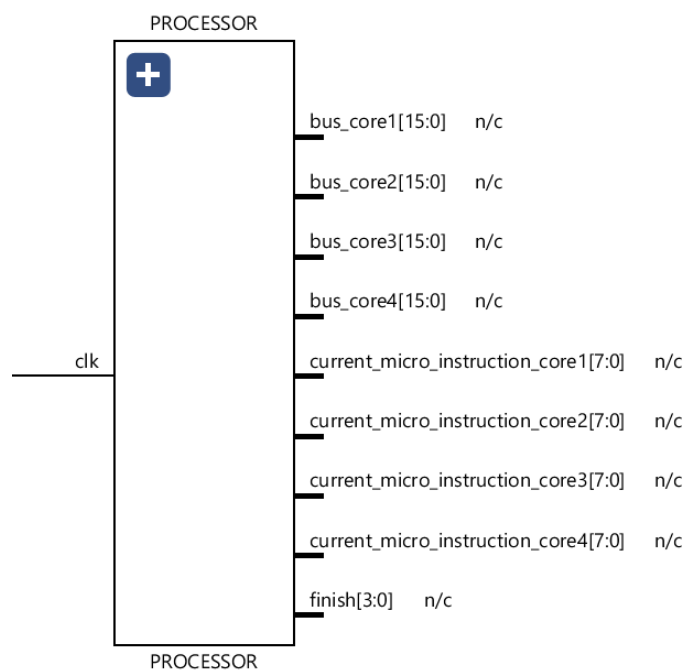 PROCESSOR
bus_core1[15:0] n/c
bus_core2[15:0] n/c
bus_core3[15:0] n/c
bus_core4[15:0] n/c
clk
current_micro_instruction_core1[7:0] n/c
current_micro_instruction_core2[7:0] n/c
current_micro_instruction_core3[7:0] n/c
current_micro_instruction_core4[7:0] n/c
finish[3:0] n/c
PROCESSOR